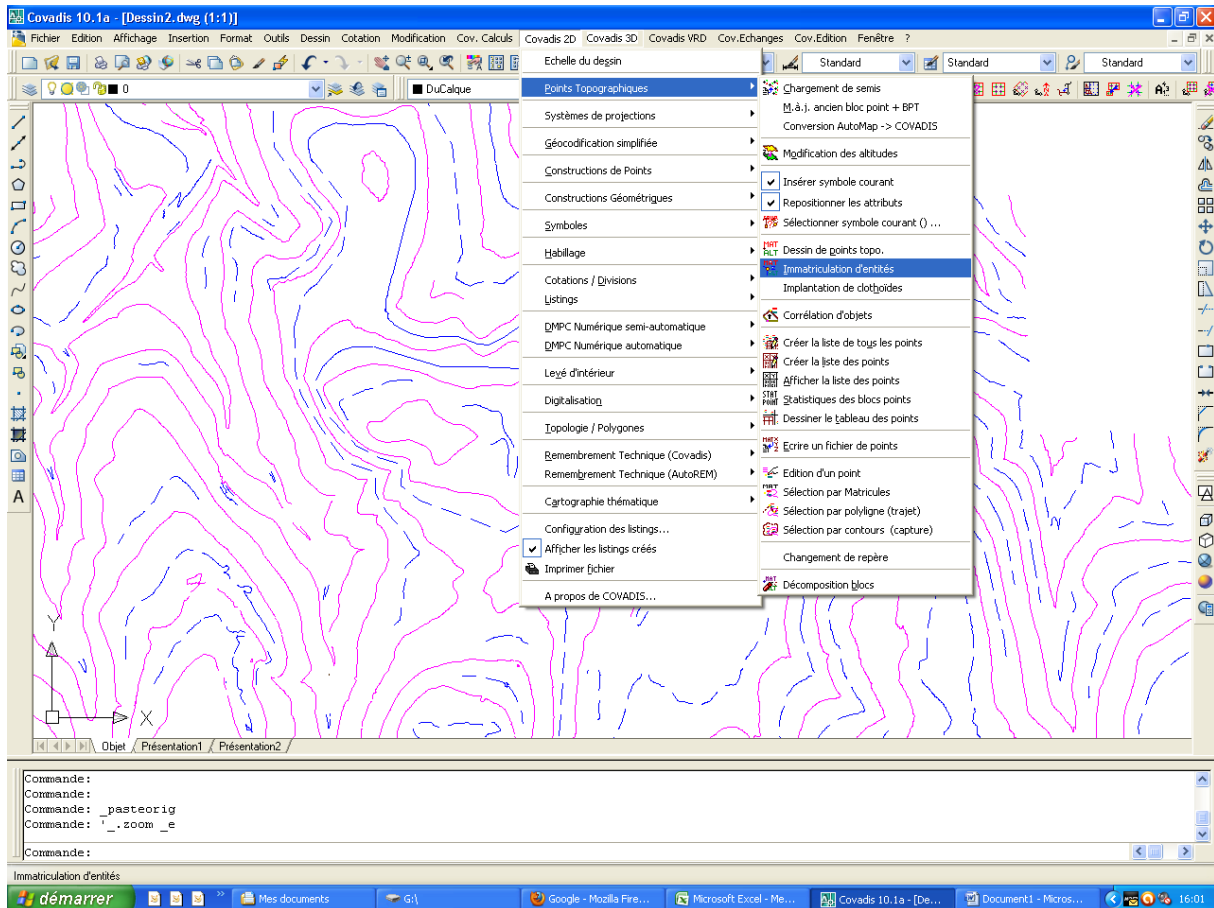 Covadis 10.1a - [Dessin2.dwg (1:1)]
Fichier Edition Affichage Insertion Format Outils Dessin Cotation Modification Cov. Calculs Covadis 2D Covadis 3D Covadis VRD Cov.Echanges Cov.Edition Fenêtre ?
Standard Standard Standard
0 DuCalque
Echelle du dessin
Points Topographiques
Systèmes de projections
Géocodification simplifiée
Constructions de Points
Constructions Géométriques
Symboles
Habillage
Cotations / Divisions
Listings
DMPC Numérique semi-automatique
DMPC Numérique automatique
Levé d'intérieur
Digitalisation
Topologie / Polygones
Remembrement Technique (Covadis)
Remembrement Technique (AutoREM)
Cartographie thématique
Configuration des listings...
Afficher les listings créés
Imprimer fichier
A propos de COVADIS...
Changement de semis
M.à.j. ancien bloc point + BPT
Conversion AutoMap -> COVADIS
Modification des altitudes
Insérer symbole courant
Repositionner les attributs
Sélectionner symbole courant () ...
Dessin de points topo.
Immatriculation d'entités
Implantation de clothoïdes
Corrélation d'objets
Créer la liste de tous les points
Créer la liste des points
Afficher la liste des points
Statistiques des blocs points
Dessiner le tableau des points
Ecrire un fichier de points
Edition d'un point
Sélection par Matricules
Sélection par polyligne (trajet)
Sélection par contours (capture)
Changement de repère
Décomposition blocs
A
Y
X
Objet Présentation1 Présentation2
Commande:
Commande:
Commande: _pasteorig
Commande: '_.zoom _e
Commande:
Immatriculation d'entités
démarrer Mes documents G:\ Google - Mozilla Fire... Microsoft Excel - Me... Covadis 10.1a - [De... Document1 - Micros... 16:01